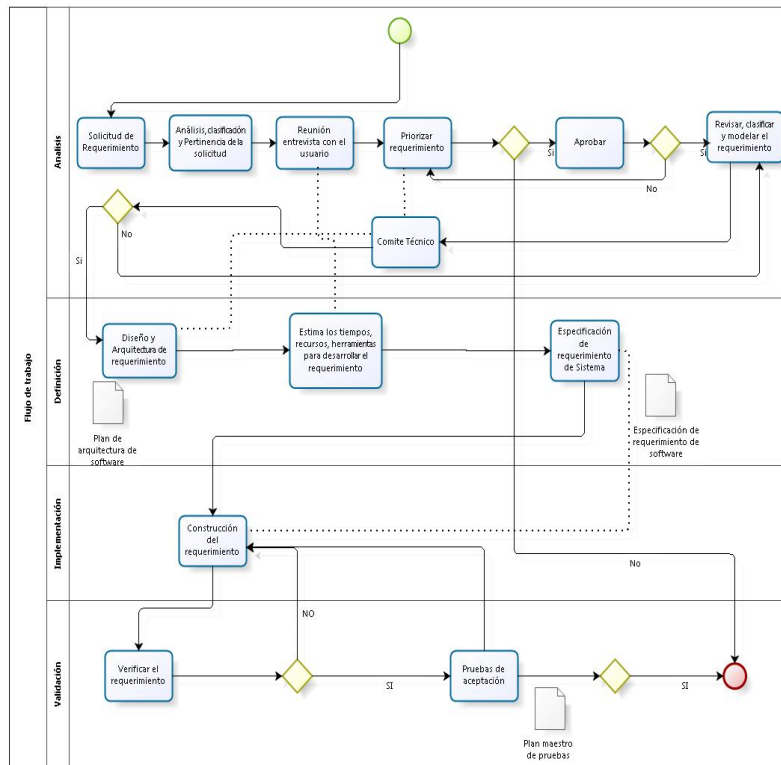 Flujo de trabajo
Análisis
Solicitud de
Requerimiento
Análisis, clasificación
y Pertinencia de la
solicitud
Reunión
entrevista con el
usuario
Priorizar
requerimiento
Si
Aprobar
Si
No
Revisar, clasificar
y modelar el
requerimiento
No
Si
Comite Técnico
Definición
Diseño y
Arquitectura de
requerimiento
Plan de
arquitectura de
software
Estima los tiempos,
recursos, herramientas
para desarrollar el
requerimiento
Especificación
de
requerimiento
de Sistema
Especificación de
requerimiento de
software
Implementación
Construcción
del
requerimiento
No
Validación
NO
Verificar el
requerimiento
SI
Pruebas de
aceptación
SI
Plan maestro
de pruebas